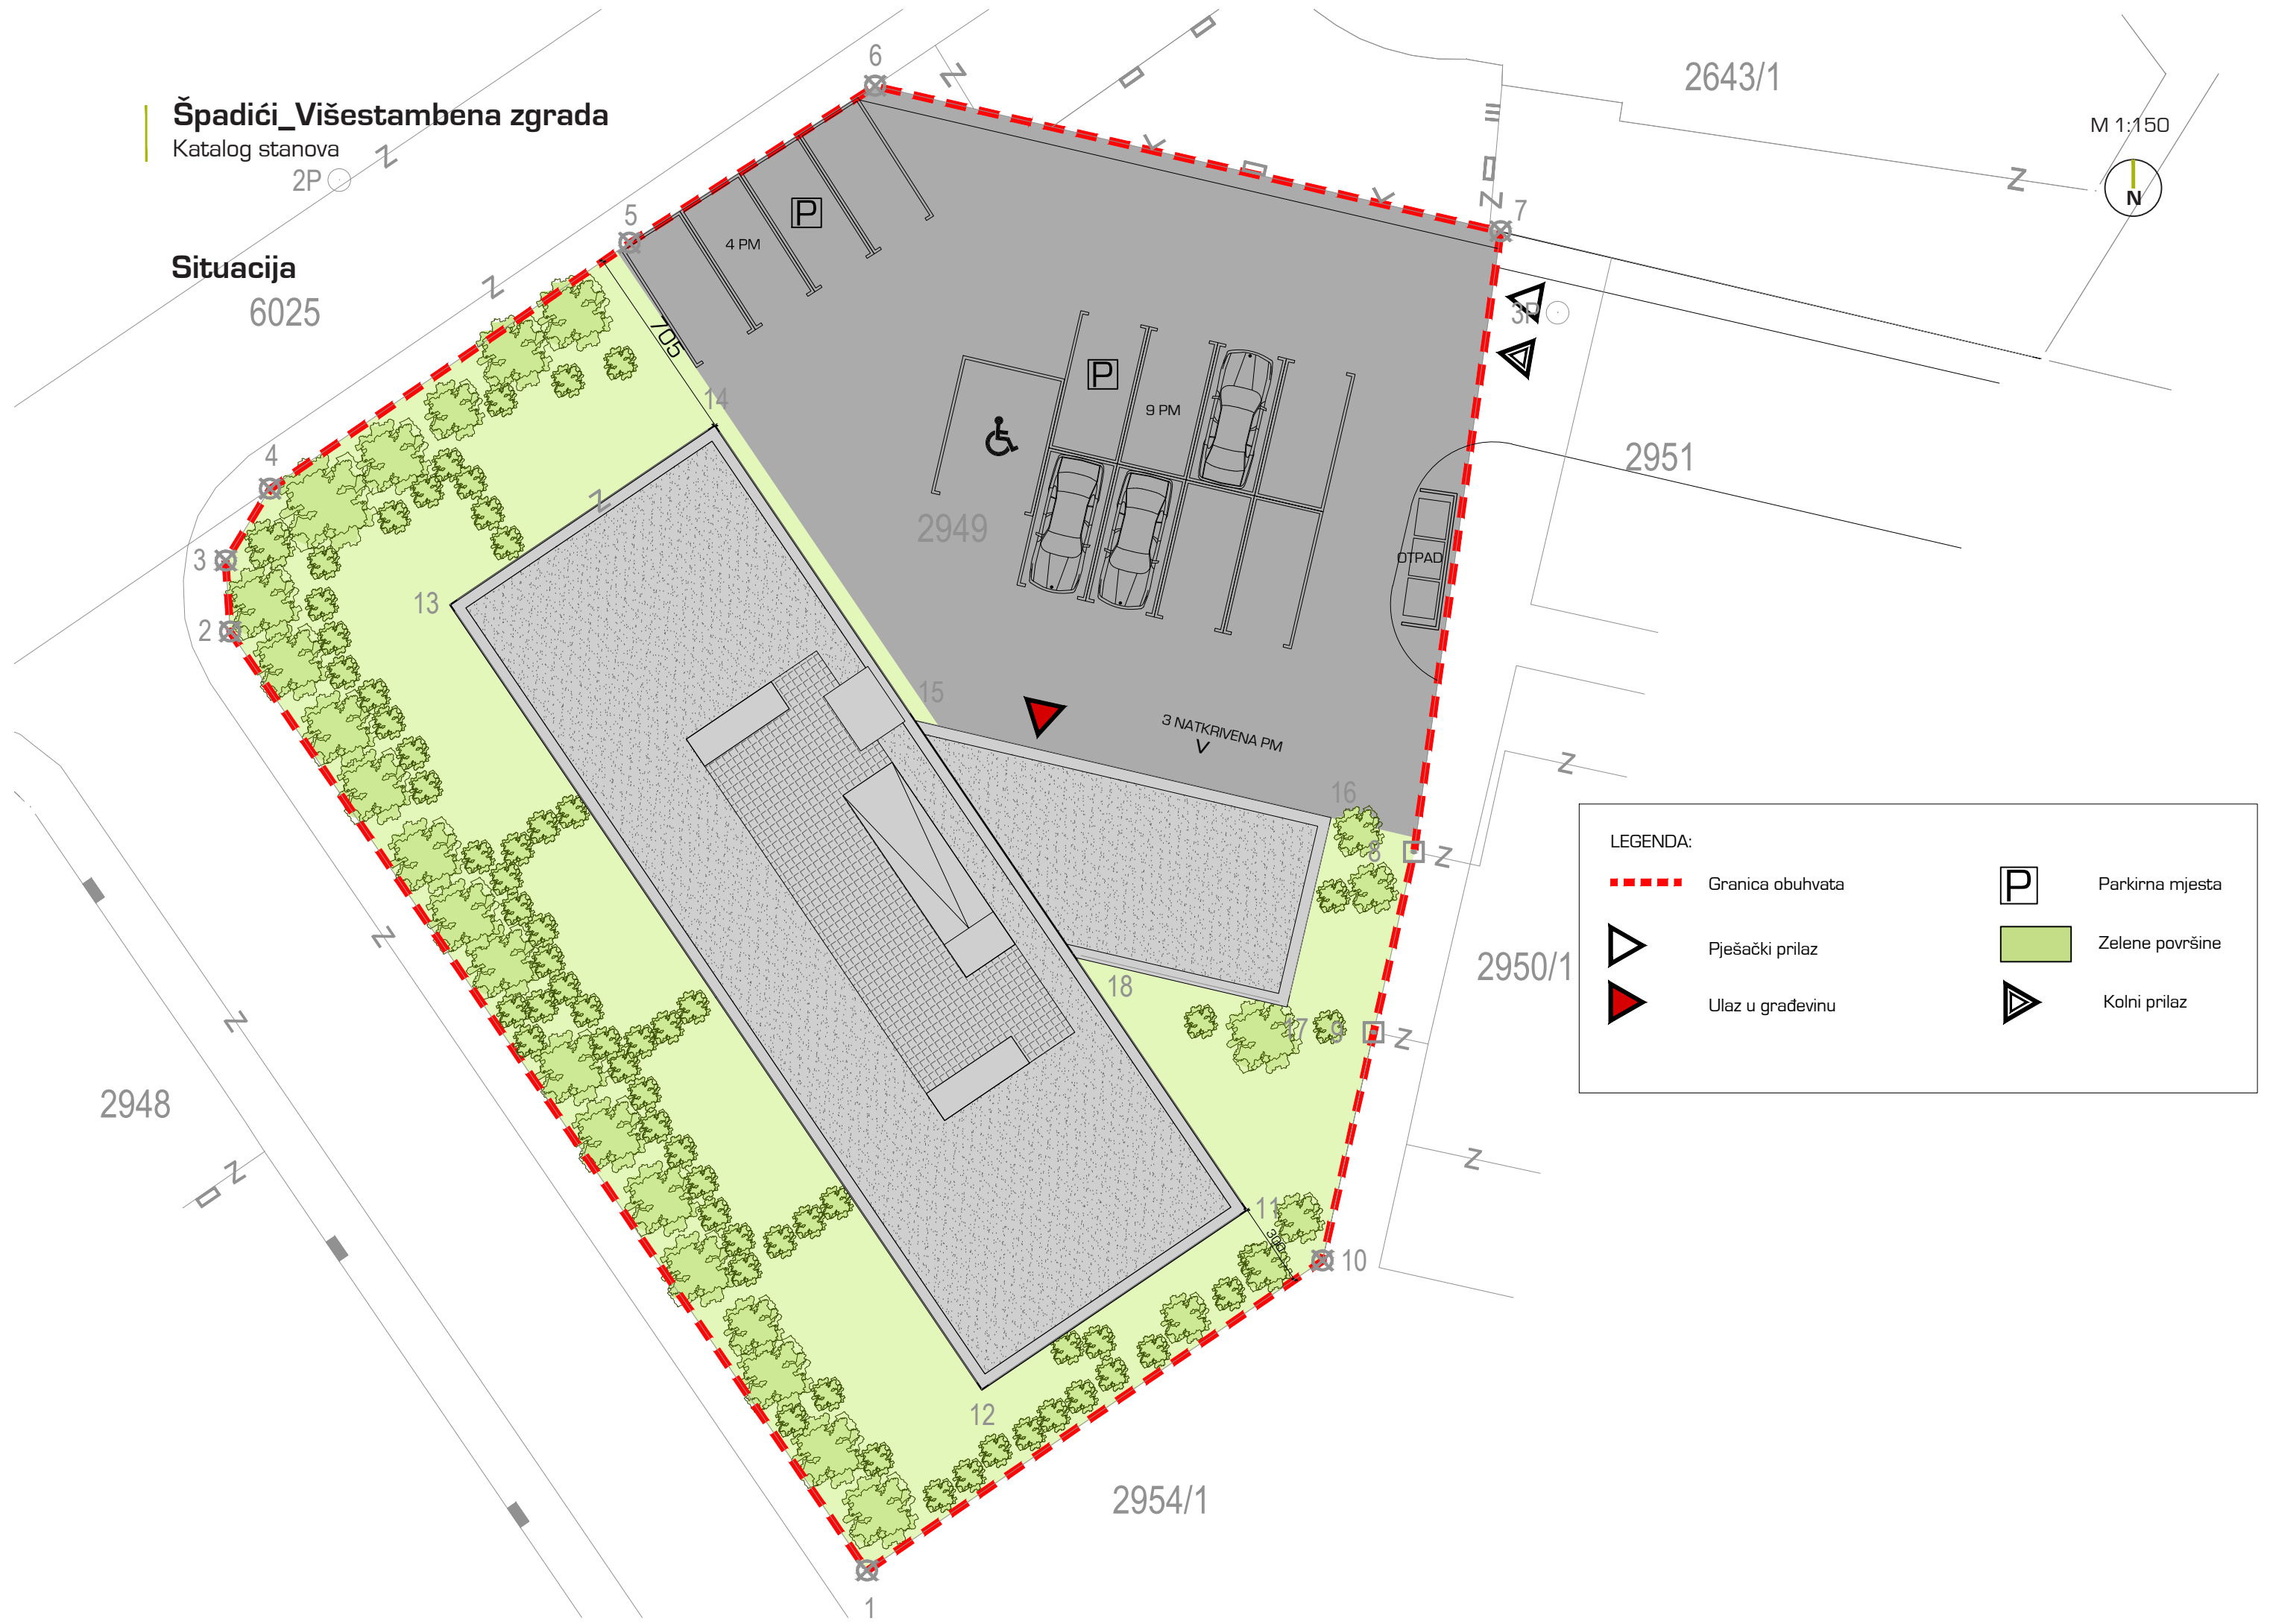 Špadići_Višestambena zgrada
Katalog stanova
Situacija
M 1:150
N
2643/1
6
2P
Z
Z
Z
Z
Z
5
4 PM
P
7
6025
3P
705
14
P
9 PM
2951
4
2949
OTPAD
3
2
13
15
3 NATKRIVENA PM
16
8
Z
Z
Z
LEGENDA:
Granica obuhvata
Pješački prilaz
Ulaz u građevinu
P
Parkirna mjesta
Zelene površine
Kolni prilaz
2950/1
18
17
9
Z
Z
Z
Z
Z
2948
11
300
10
12
2954/1
1